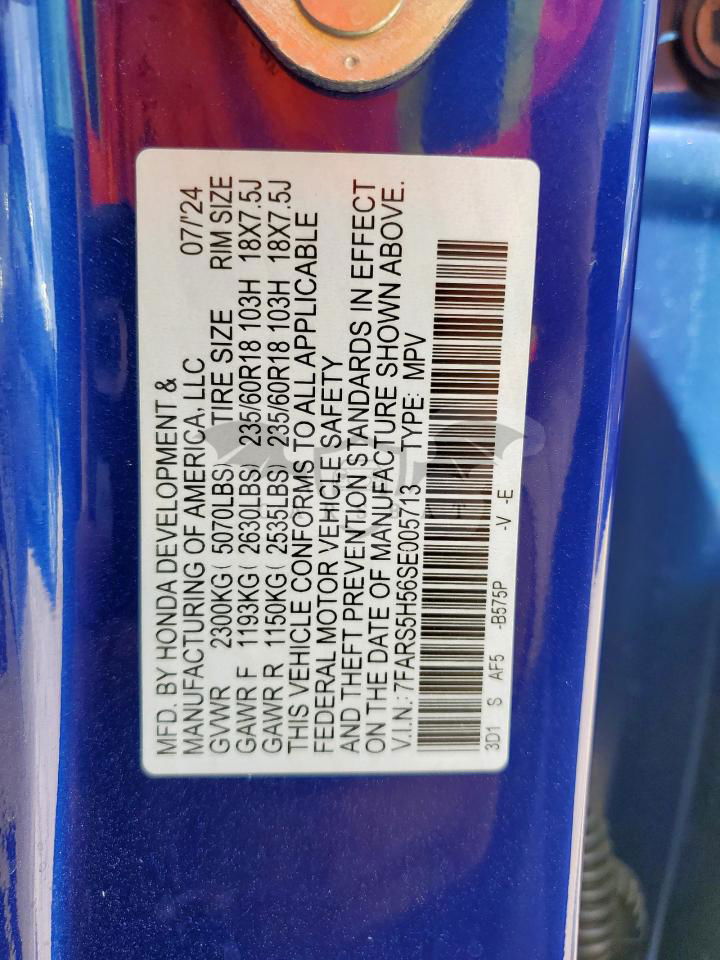 MFD. BY HONDA DEVELOPMENT &
MANUFACTURING OF AMERICA, LLC 07/'24
GVWR 2300KG( 5070LBS) TIRE SIZE RIM SIZE
GAWR F 1193KG( 2630LBS) 235/60R18 103H 18X7.5J
GAWR R 1150KG( 2535LBS) 235/60R18 103H 18X7.5J
THIS VEHICLE CONFORMS TO ALL APPLICABLE
FEDERAL MOTOR VEHICLE SAFETY
AND THEFT PREVENTION STANDARDS IN EFFECT
ON THE DATE OF MANUFACTURE SHOWN ABOVE.
V.I.N.: 7FARS5H56SE005713 TYPE: MPV
3D1 S AF5 -B575P -V -E